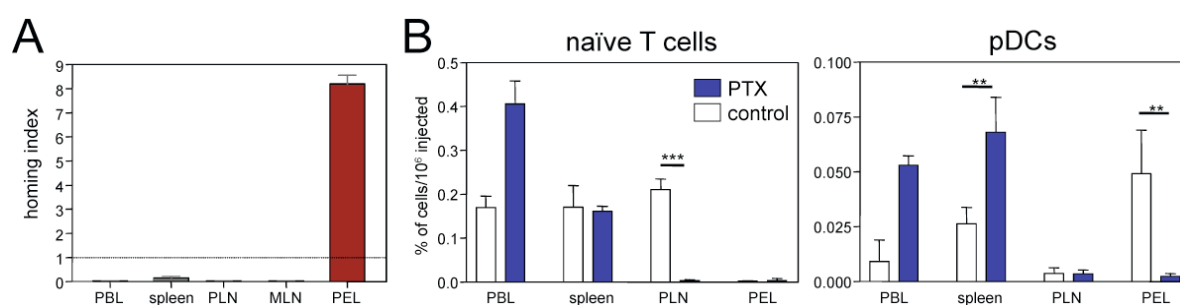 A
homing index
9
8
7
6
5
4
3
2
1
0
PBL spleen PLN MLN PEL
B
naïve T cells
% of cells/10⁶ injected
0.5
0.4
0.3
0.2
0.1
0.0
PTX
control
***
PBL spleen PLN PEL
pDCs
0.100
0.075
0.050
0.025
0.000
**
**
PBL spleen PLN PEL